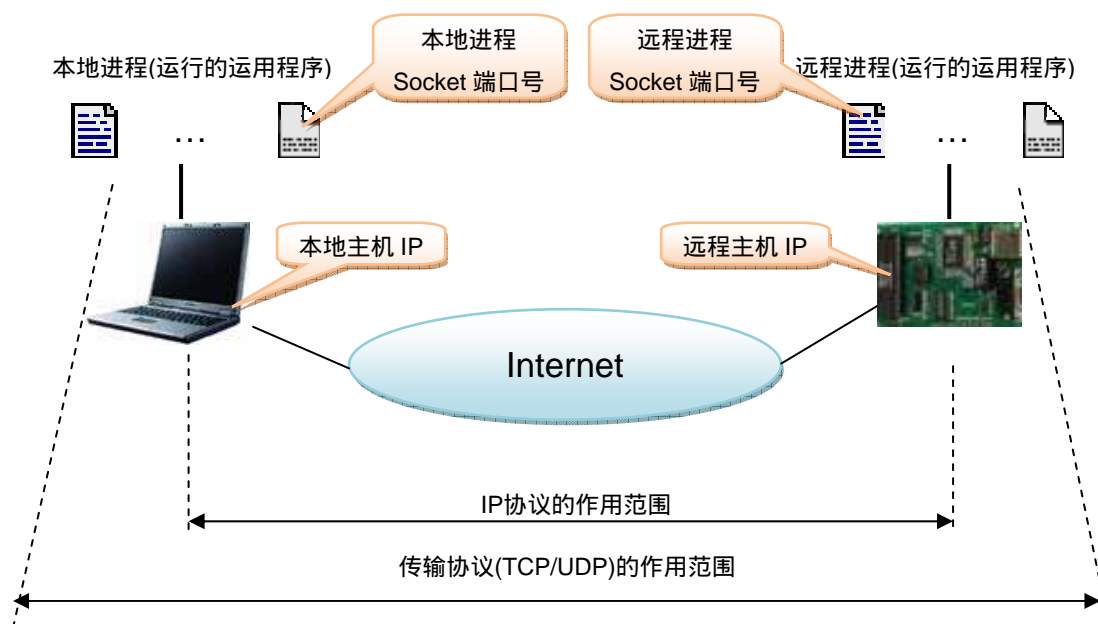 本地进程
Socket 端口号
远程进程
Socket 端口号
本地进程(运行的运用程序)
远程进程(运行的运用程序)
...
...
本地主机 IP
远程主机 IP
Internet
IP协议的作用范围
传输协议(TCP/UDP)的作用范围